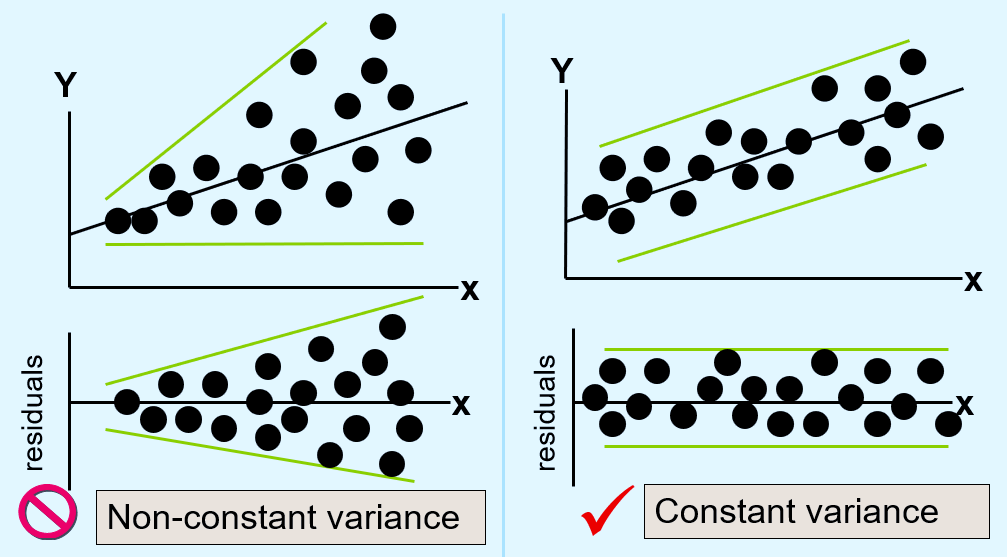 Y
x
residuals
x
Non-constant variance
Y
x
residuals
x
Constant variance